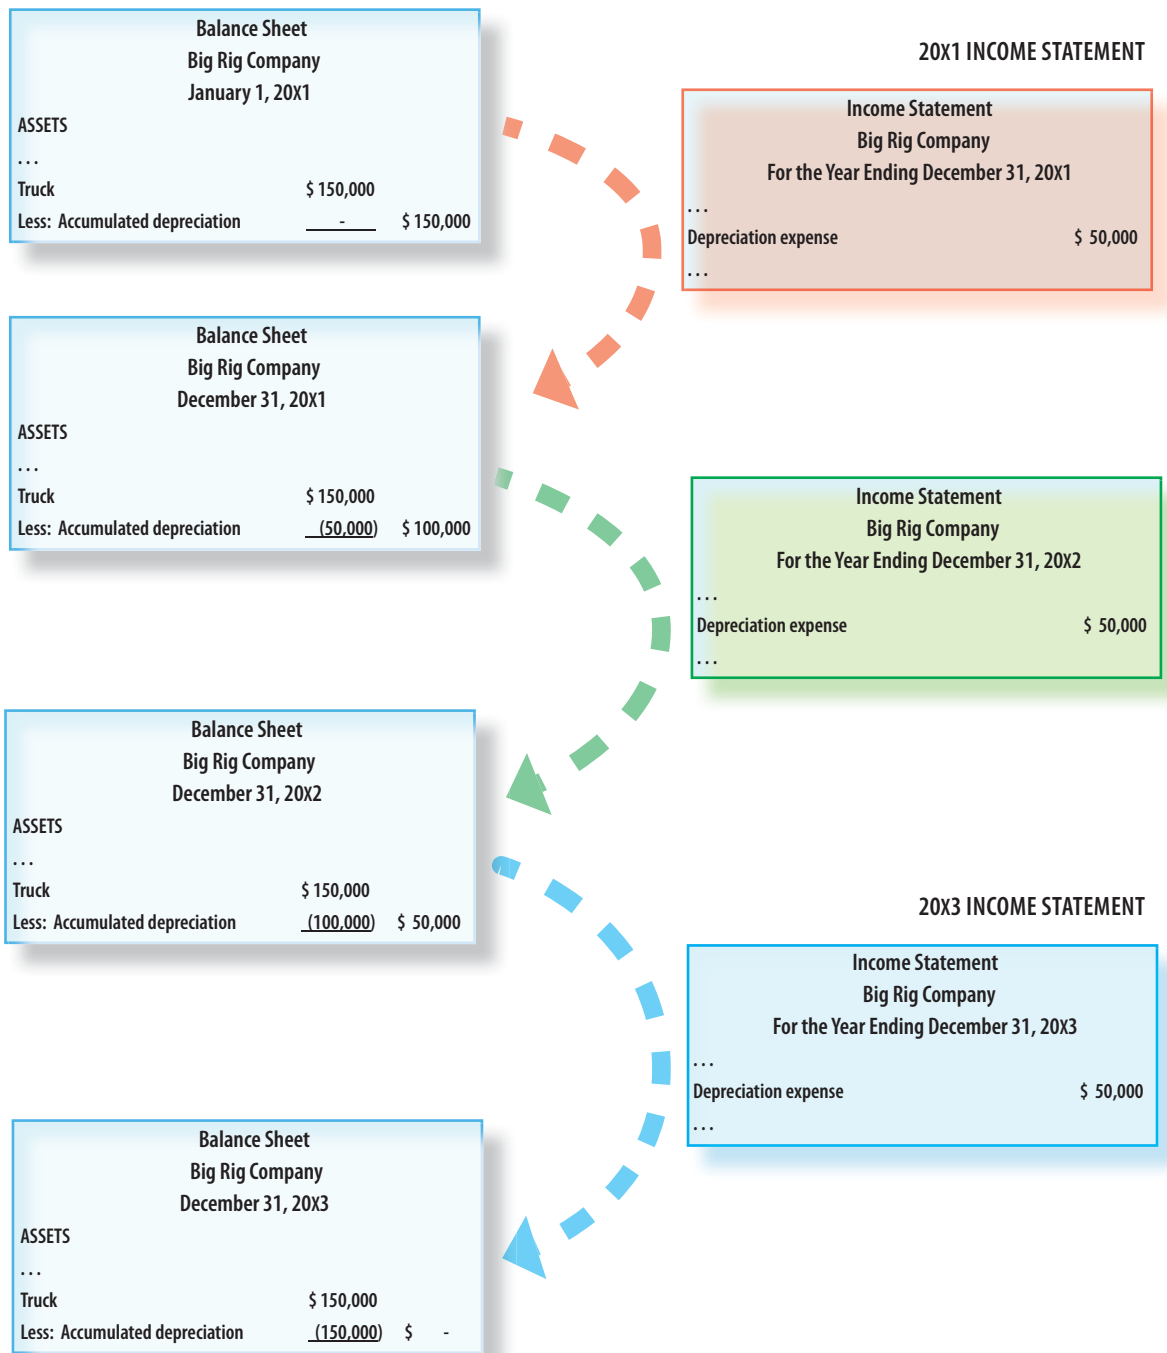 Balance Sheet
Big Rig Company
January 1, 20X1
ASSETS
. . .
Truck $ 150,000
Less: Accumulated depreciation - $ 150,000
20X1 INCOME STATEMENT
Income Statement
Big Rig Company
For the Year Ending December 31, 20X1
. . .
Depreciation expense $ 50,000
. . .
Balance Sheet
Big Rig Company
December 31, 20X1
ASSETS
. . .
Truck $ 150,000
Less: Accumulated depreciation (50,000) $ 100,000
Income Statement
Big Rig Company
For the Year Ending December 31, 20X2
. . .
Depreciation expense $ 50,000
. . .
Balance Sheet
Big Rig Company
December 31, 20X2
ASSETS
. . .
Truck $ 150,000
Less: Accumulated depreciation (100,000) $ 50,000
20X3 INCOME STATEMENT
Income Statement
Big Rig Company
For the Year Ending December 31, 20X3
. . .
Depreciation expense $ 50,000
. . .
Balance Sheet
Big Rig Company
December 31, 20X3
ASSETS
. . .
Truck $ 150,000
Less: Accumulated depreciation (150,000) $ -